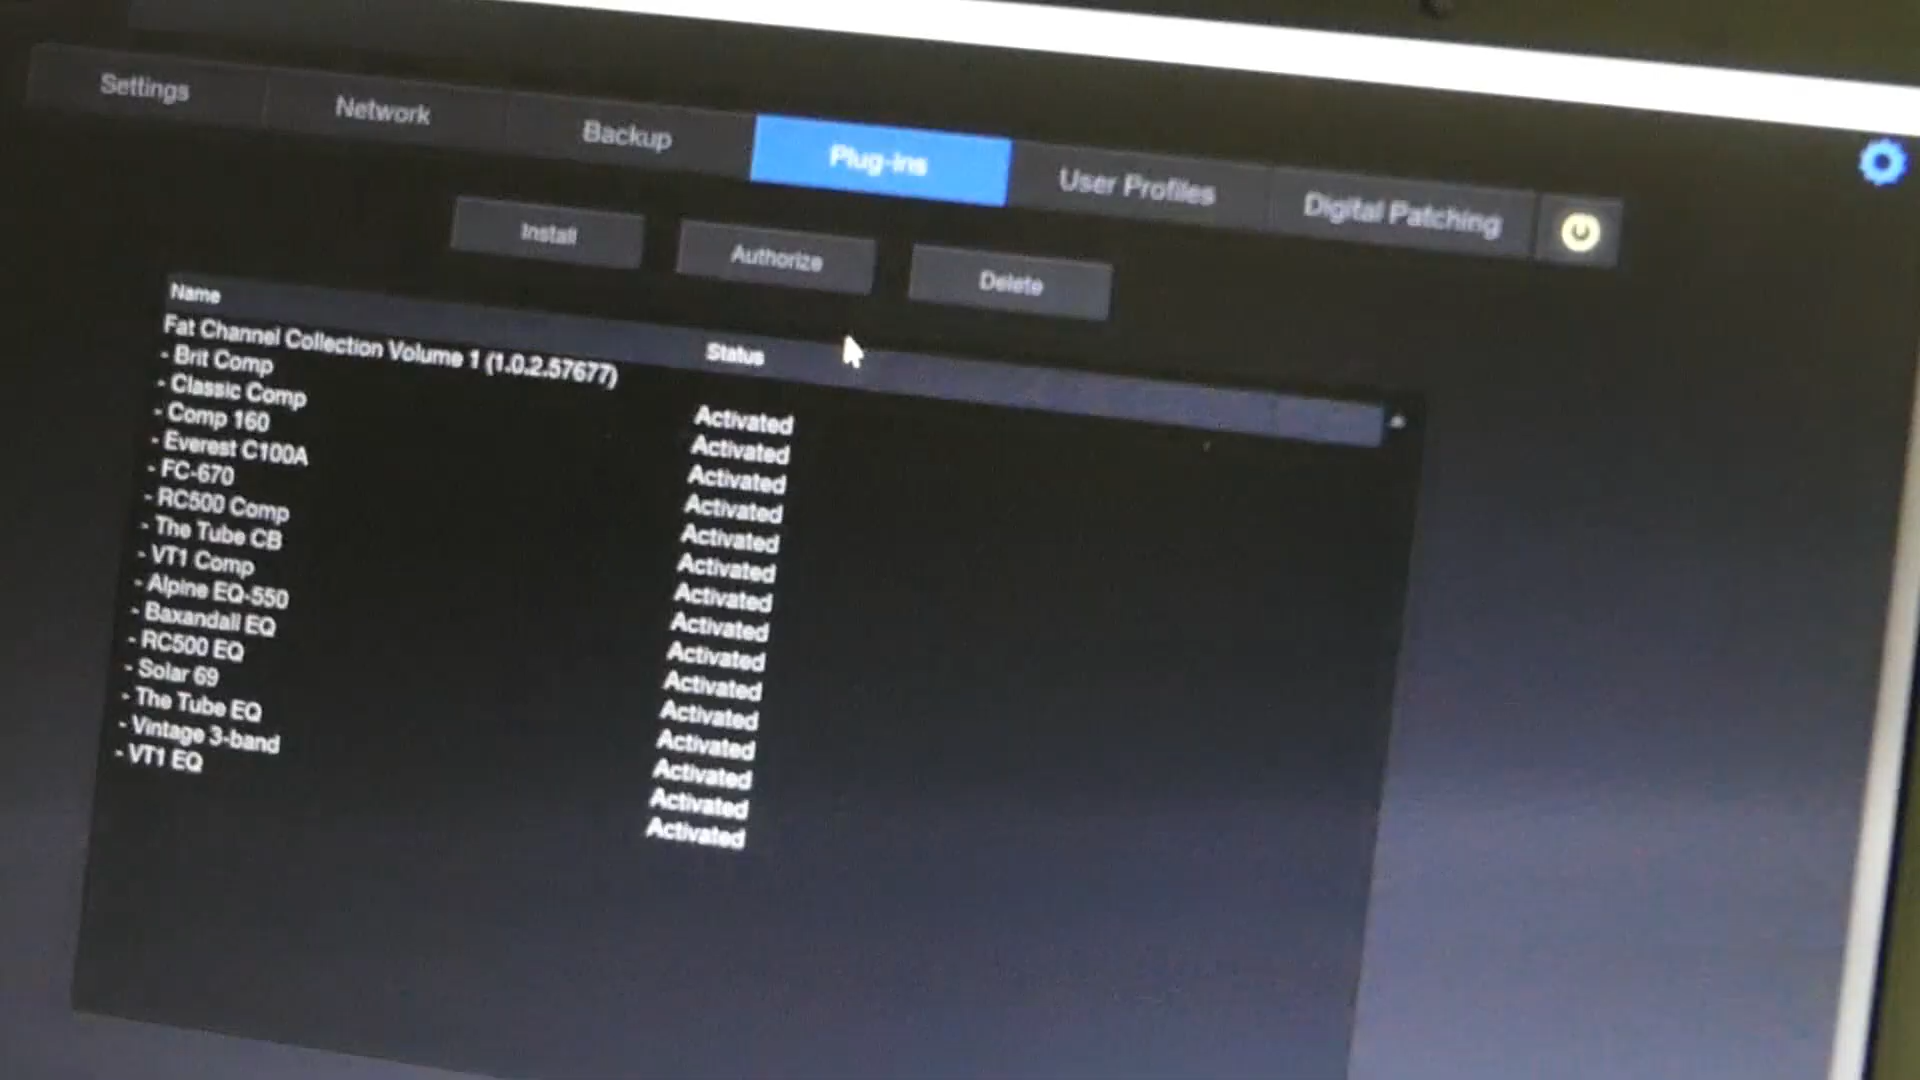 Settings
Network
Backup
Plug-ins
User Profiles
Digital Patching
Install
Authorize
Delete
Name
Status
Fat Channel Collection Volume 1 (1.0.2.57677)
- Brit Comp Activated
- Classic Comp Activated
- Comp 160 Activated
- Everest C100A Activated
- FC-670 Activated
- RC500 Comp Activated
- The Tube CB Activated
- VT1 Comp Activated
- Alpine EQ-550 Activated
- Baxandall EQ Activated
- RC500 EQ Activated
- Solar 69 Activated
- The Tube EQ Activated
- Vintage 3-band Activated
- VT1 EQ Activated